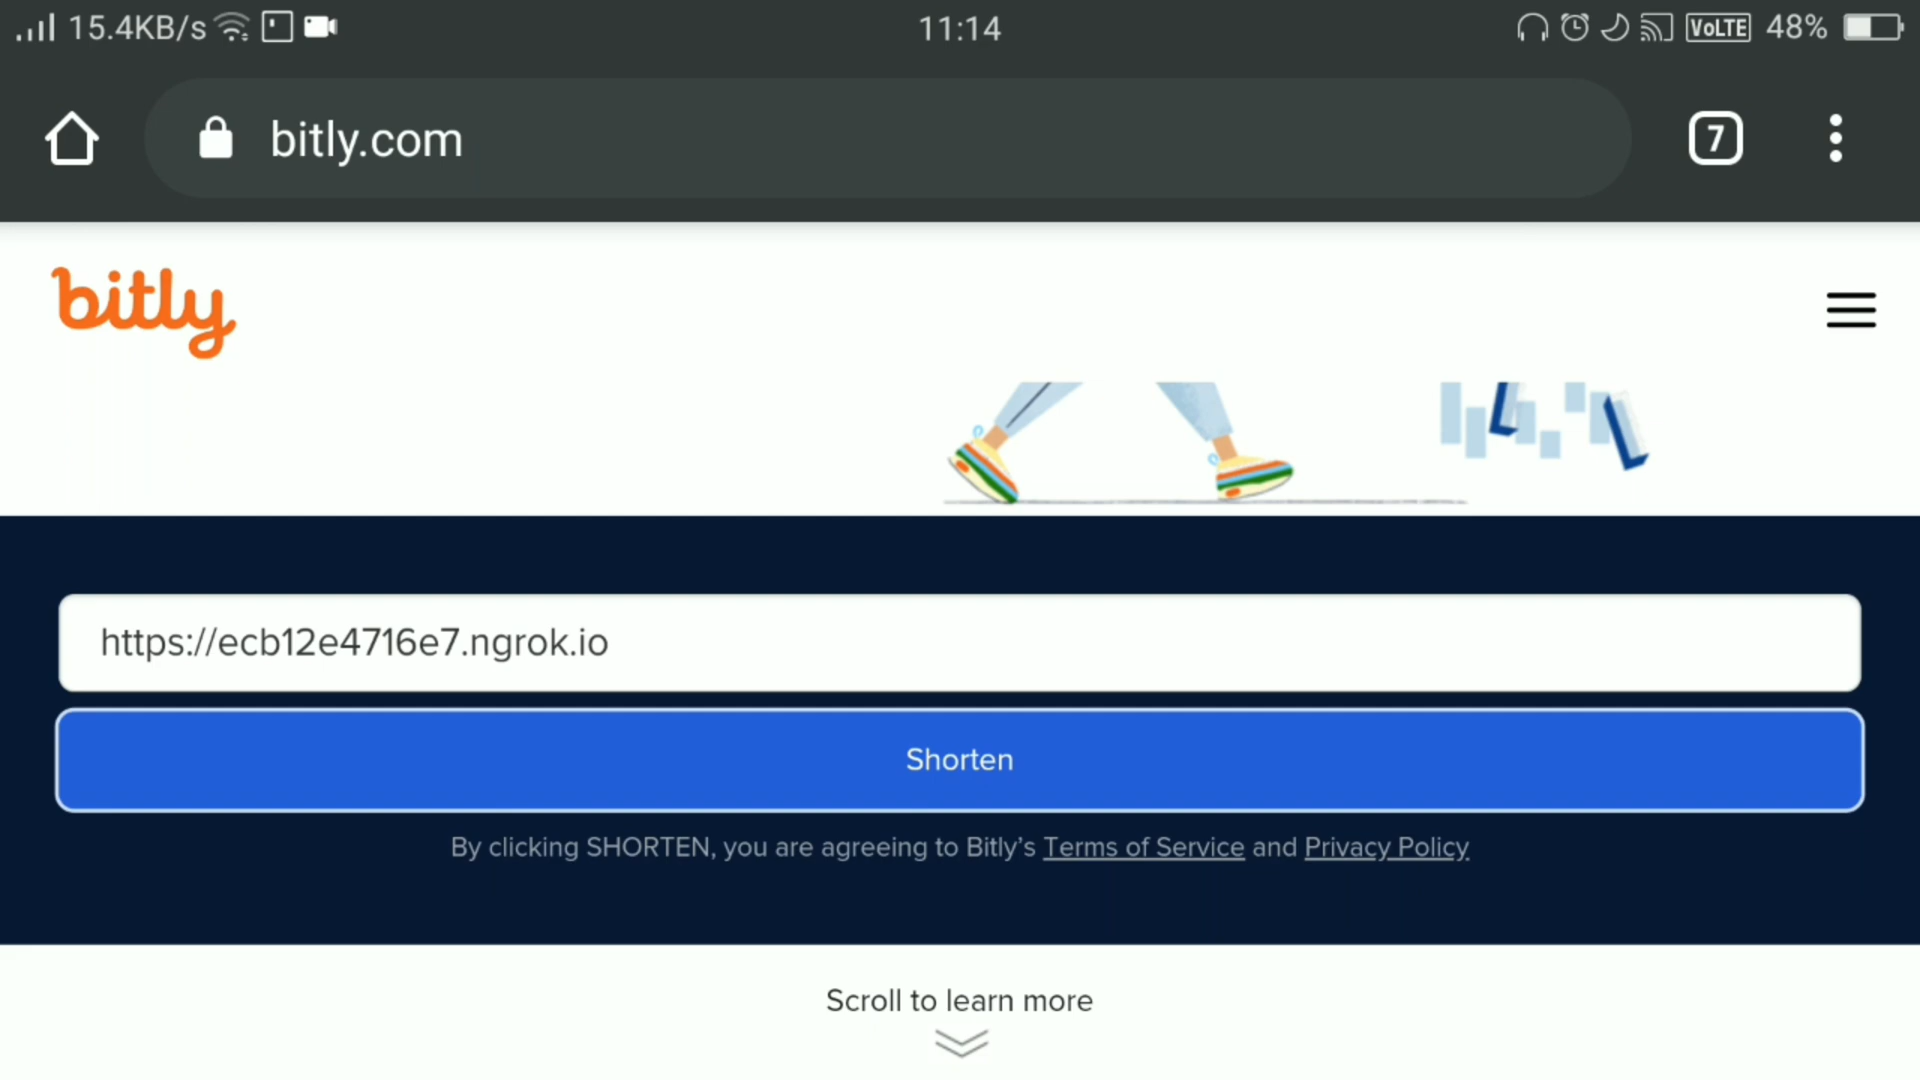 15.4KB/s 11:14 VoLTE 48%
bitly.com 7
bitly
https://ecb12e4716e7.ngrok.io
Shorten
By clicking SHORTEN, you are agreeing to Bitly’s Terms of Service and Privacy Policy.
Scroll to learn more